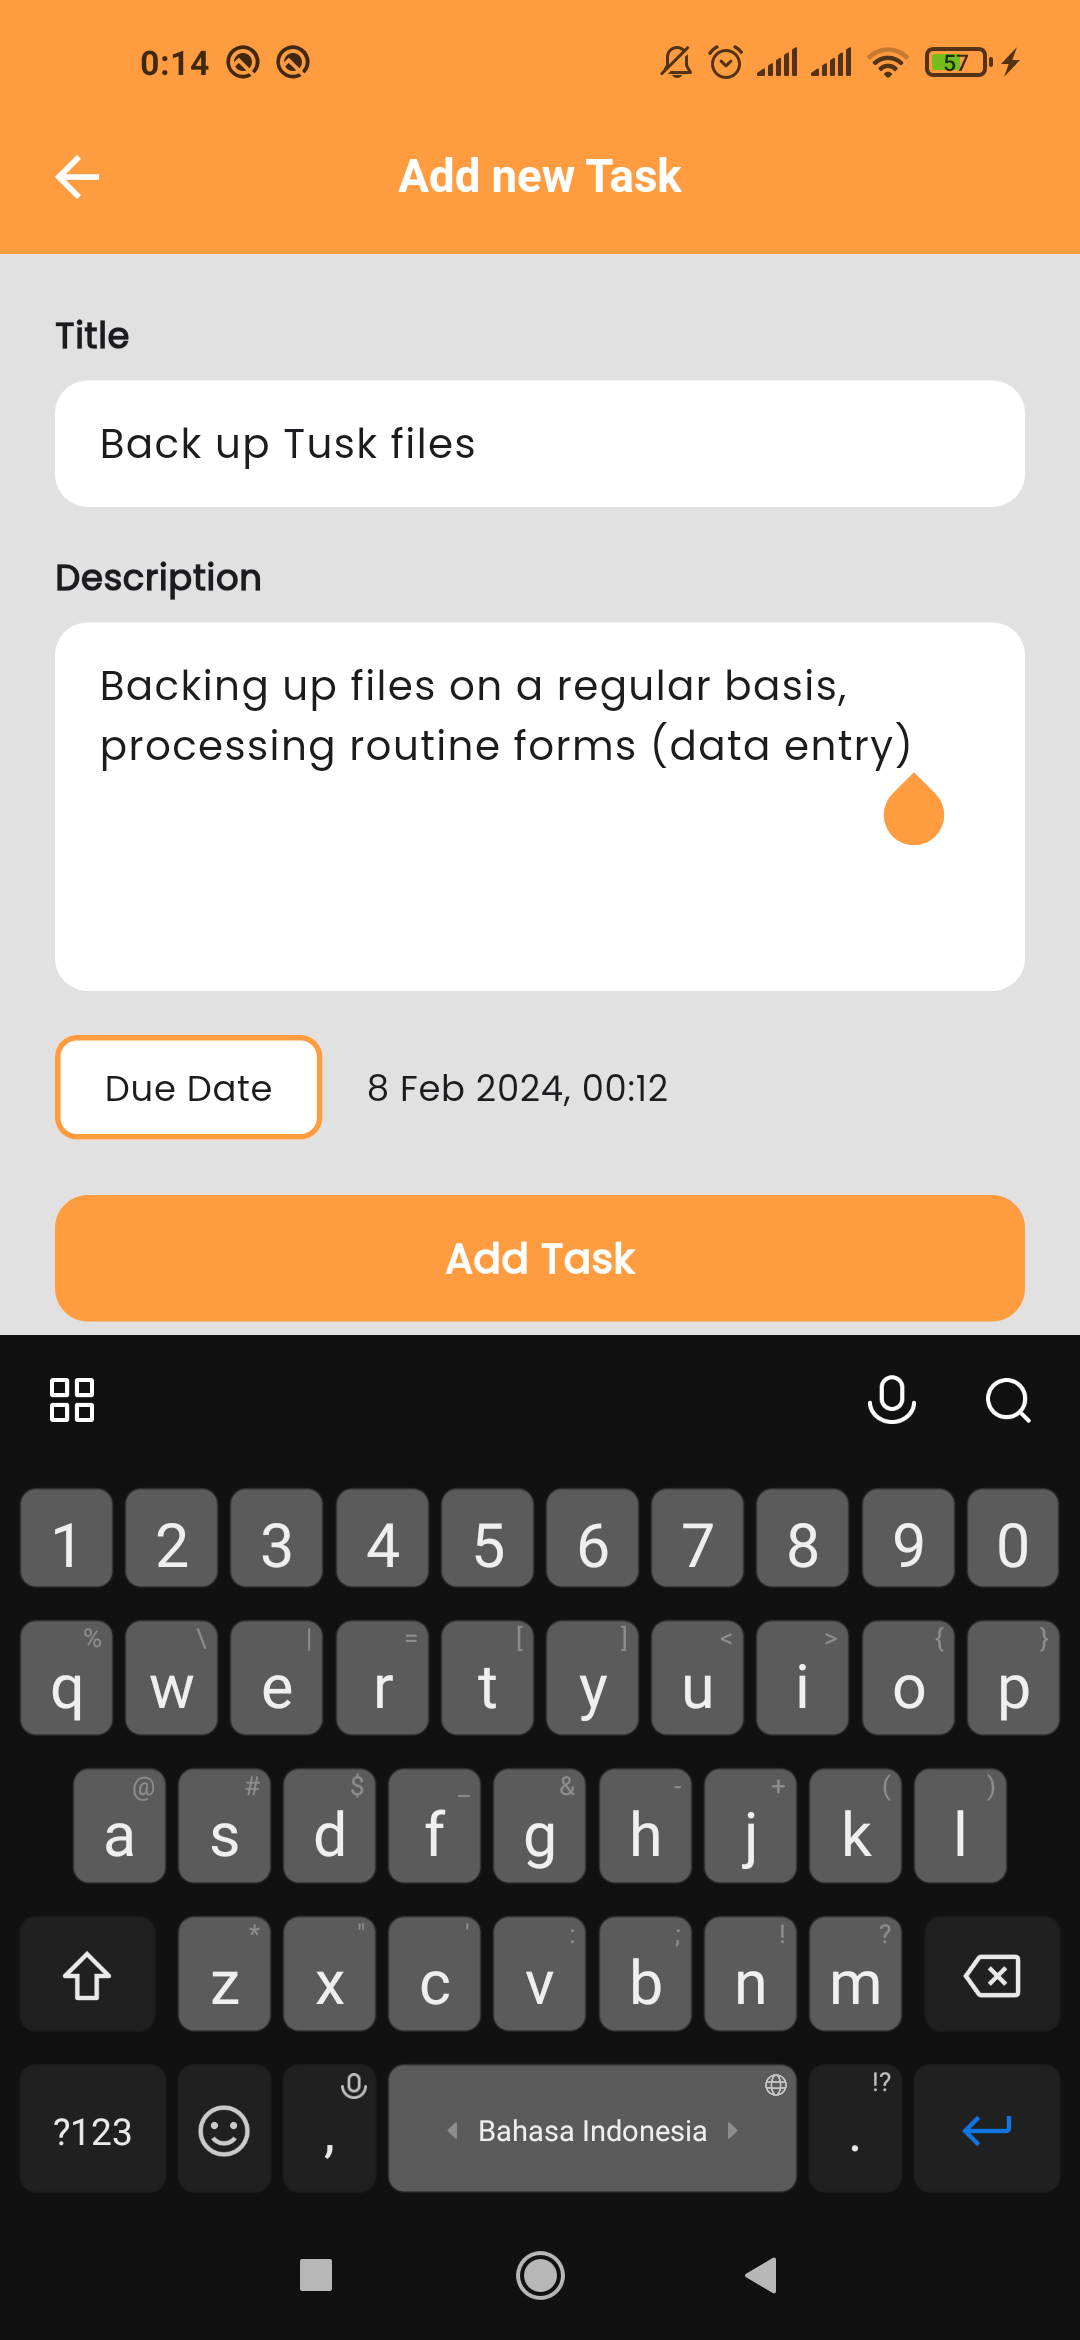 0:14
57
Add new Task
Title
Back up Tusk files
Description
Backing up files on a regular basis,
processing routine forms (data entry)
Due Date 8 Feb 2024, 00:12
Add Task
1 2 3 4 5 6 7 8 9 0
% \ | = [ ] < > { }
q w e r t y u i o p
@ # $ _ & - + ( )
a s d f g h j k l
* " ' : ; ! ?
z x c v b n m
!?
?123 , Bahasa Indonesia .